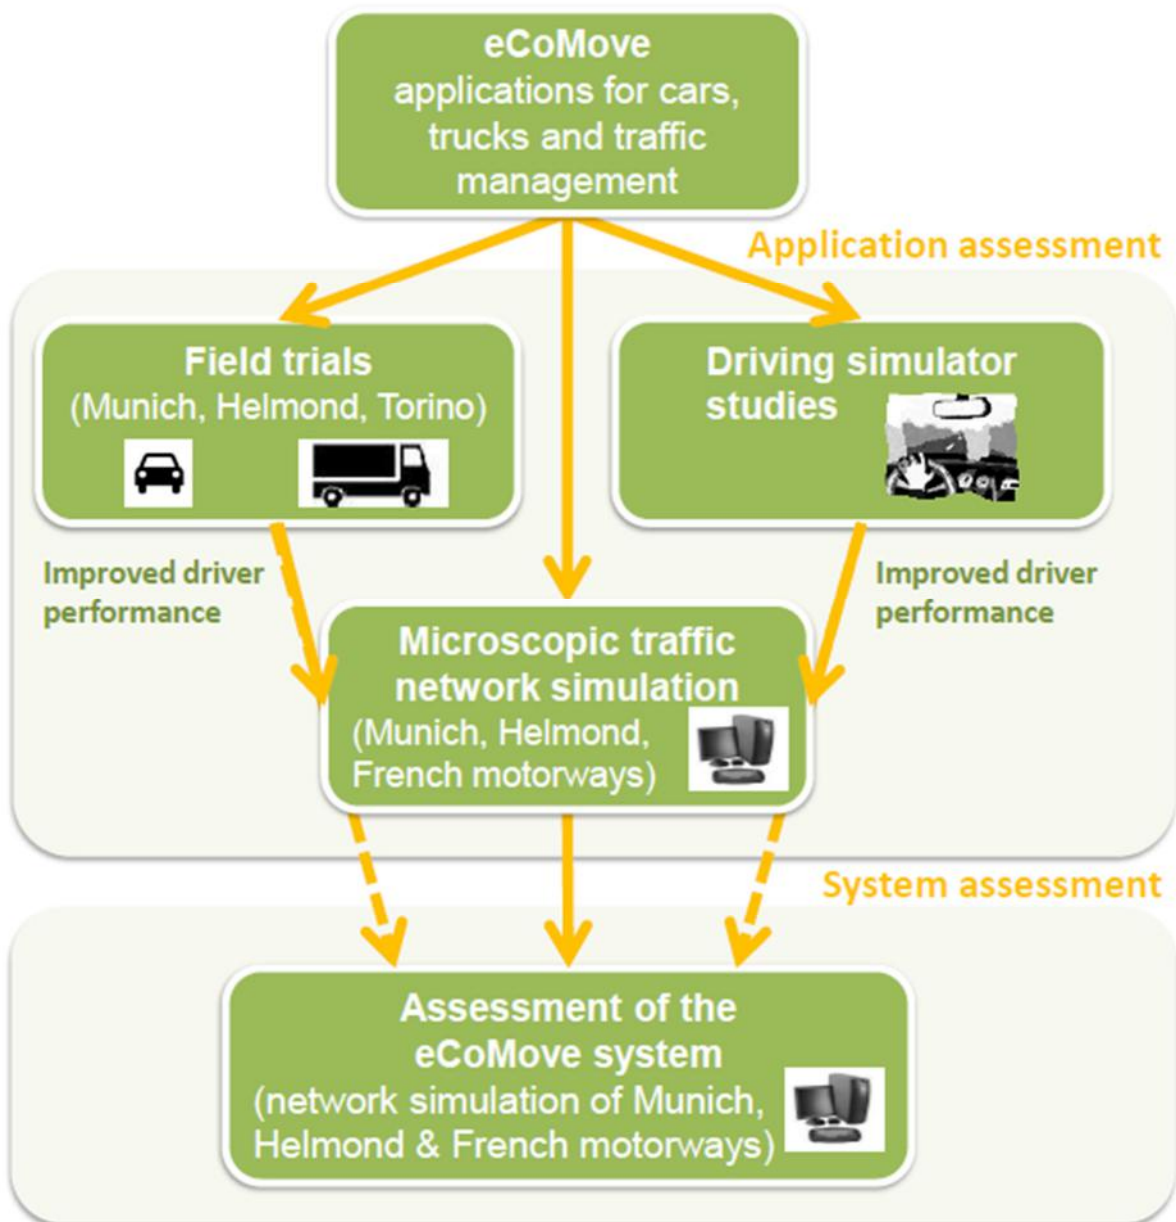 eCoMove
applications for cars,
trucks and traffic
management
Application assessment
Field trials
(Munich, Helmond, Torino)
Driving simulator
studies
Improved driver
performance
Improved driver
performance
Microscopic traffic
network simulation
(Munich, Helmond,
French motorways)
System assessment
Assessment of the
eCoMove system
(network simulation of Munich,
Helmond & French motorways)